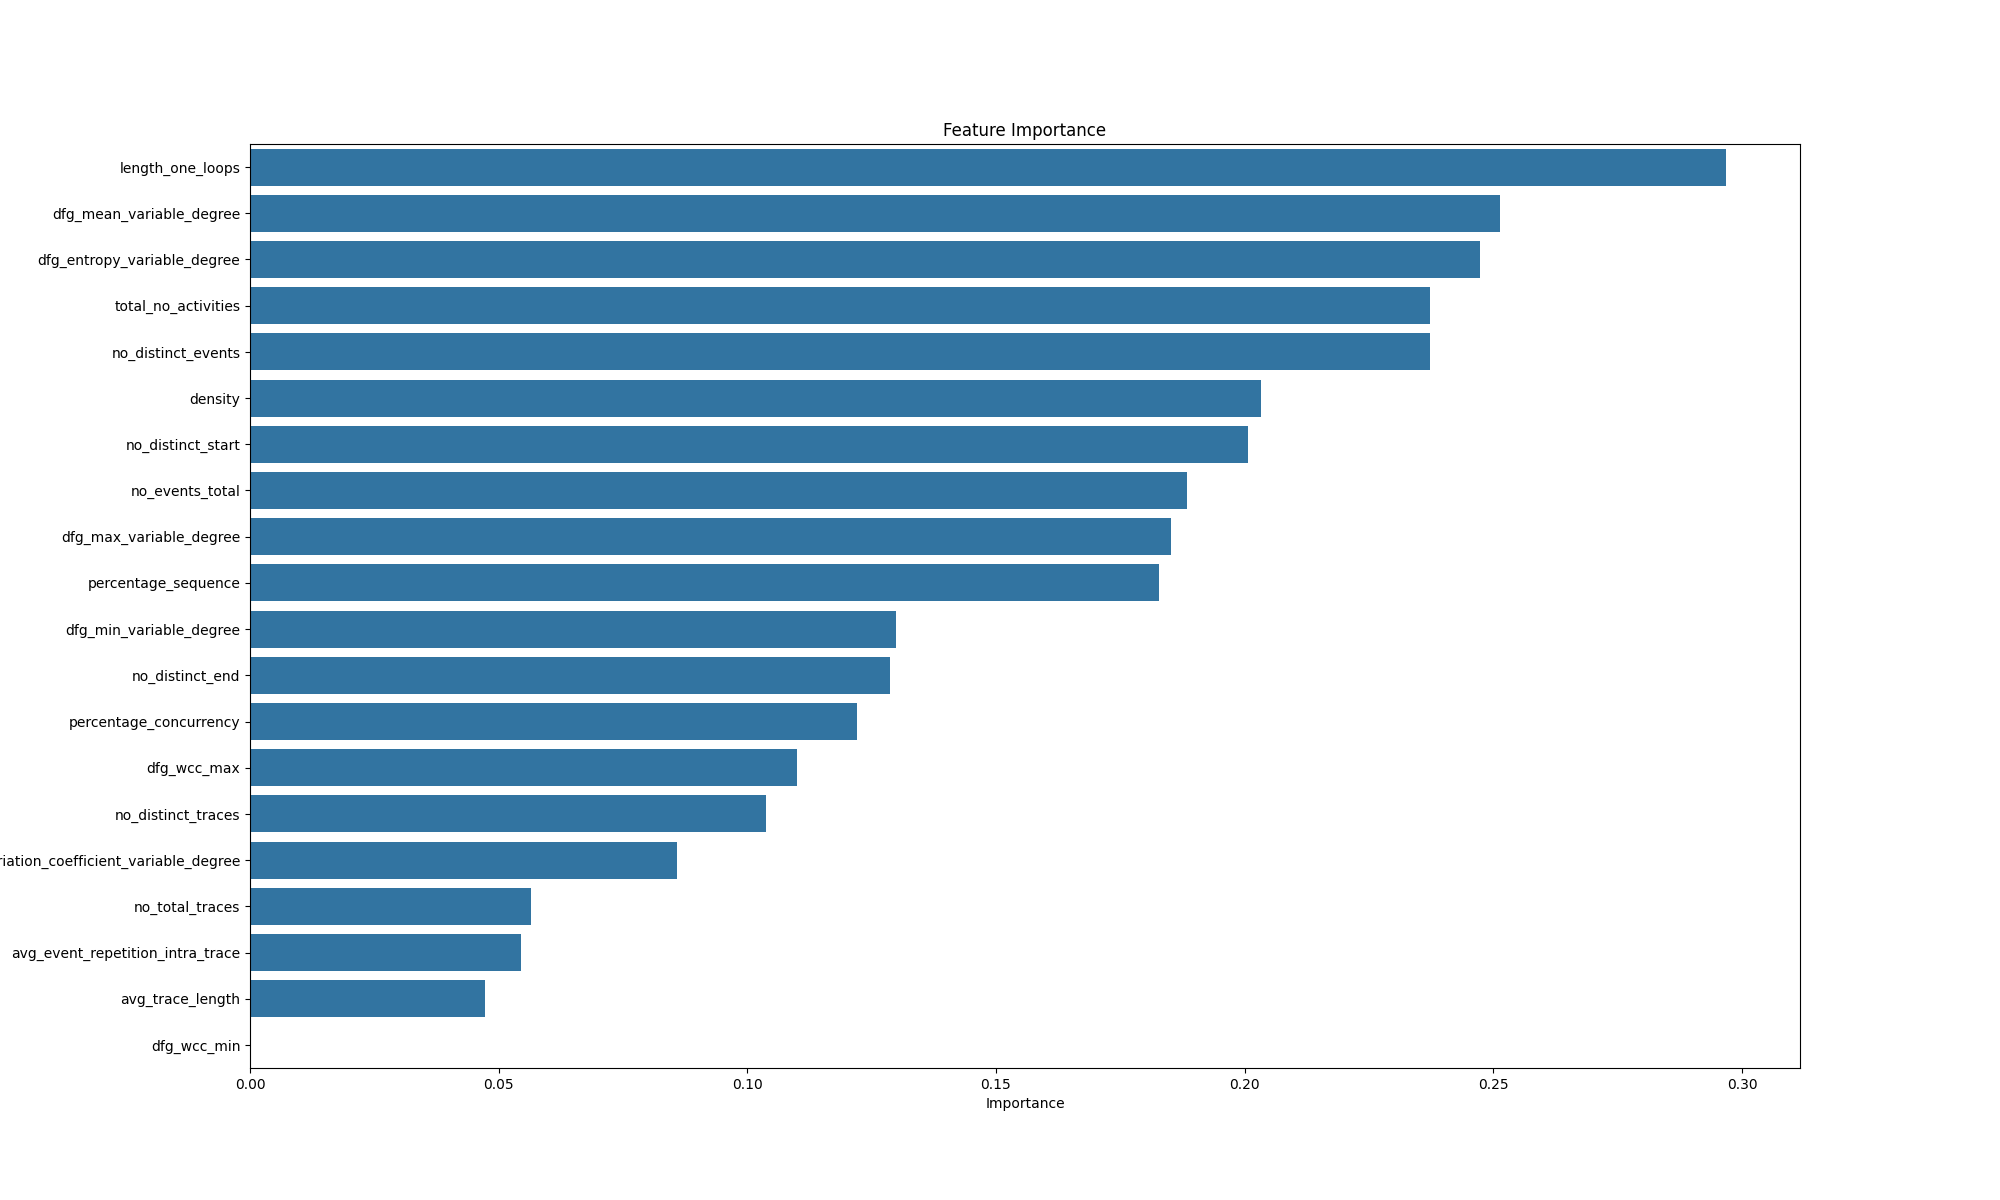 Feature Importance
length_one_loops
dfg_mean_variable_degree
dfg_entropy_variable_degree
total_no_activities
no_distinct_events
density
no_distinct_start
no_events_total
dfg_max_variable_degree
percentage_sequence
dfg_min_variable_degree
no_distinct_end
percentage_concurrency
dfg_wcc_max
no_distinct_traces
riation_coefficient_variable_degree
no_total_traces
avg_event_repetition_intra_trace
avg_trace_length
dfg_wcc_min
0.00 0.05 0.10 0.15 0.20 0.25 0.30
Importance